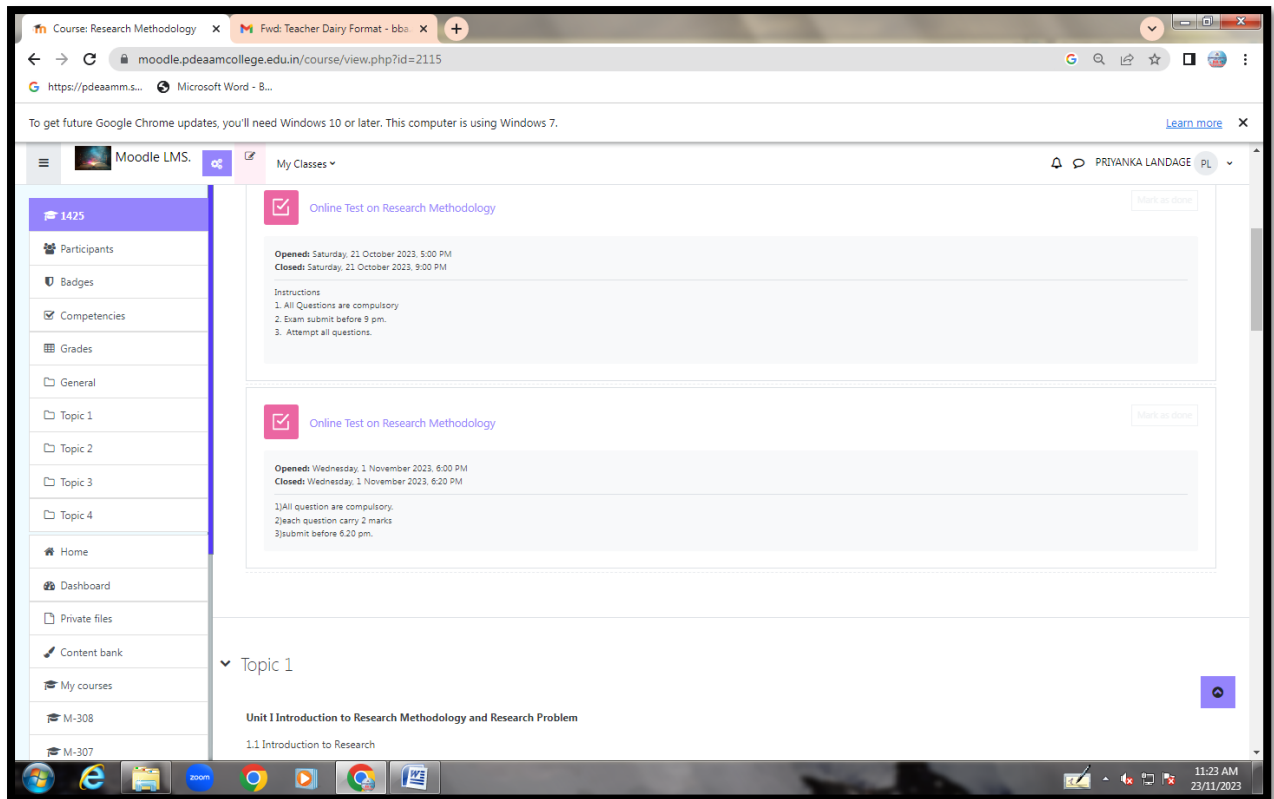 Course: Research Methodology
Fwd: Teacher Dairy Format - bba
moodle.pdeaamcollege.edu.in/course/view.php?id=2115
https://pdeaamm.s... Microsoft Word - B...
To get future Google Chrome updates, you'll need Windows 10 or later. This computer is using Windows 7. Learn more
Moodle LMS. My Classes PRIYANKA LANDAGE PL
1425
Participants
Badges
Competencies
Grades
General
Topic 1
Topic 2
Topic 3
Topic 4
Home
Dashboard
Private files
Content bank
My courses
M-308
M-307
Online Test on Research Methodology Mark as done
Opened: Saturday, 21 October 2023, 5:00 PM
Closed: Saturday, 21 October 2023, 9:00 PM
Instructions
1. All Questions are compulsory
2. Exam submit before 9 pm.
3. Attempt all questions.
Online Test on Research Methodology Mark as done
Opened: Wednesday, 1 November 2023, 6:00 PM
Closed: Wednesday, 1 November 2023, 6:20 PM
1)All question are compulsory.
2)each question carry 2 marks
3)submit before 6.20 pm.
Topic 1
Unit I Introduction to Research Methodology and Research Problem
1.1 Introduction to Research
zoom
11:23 AM
23/11/2023